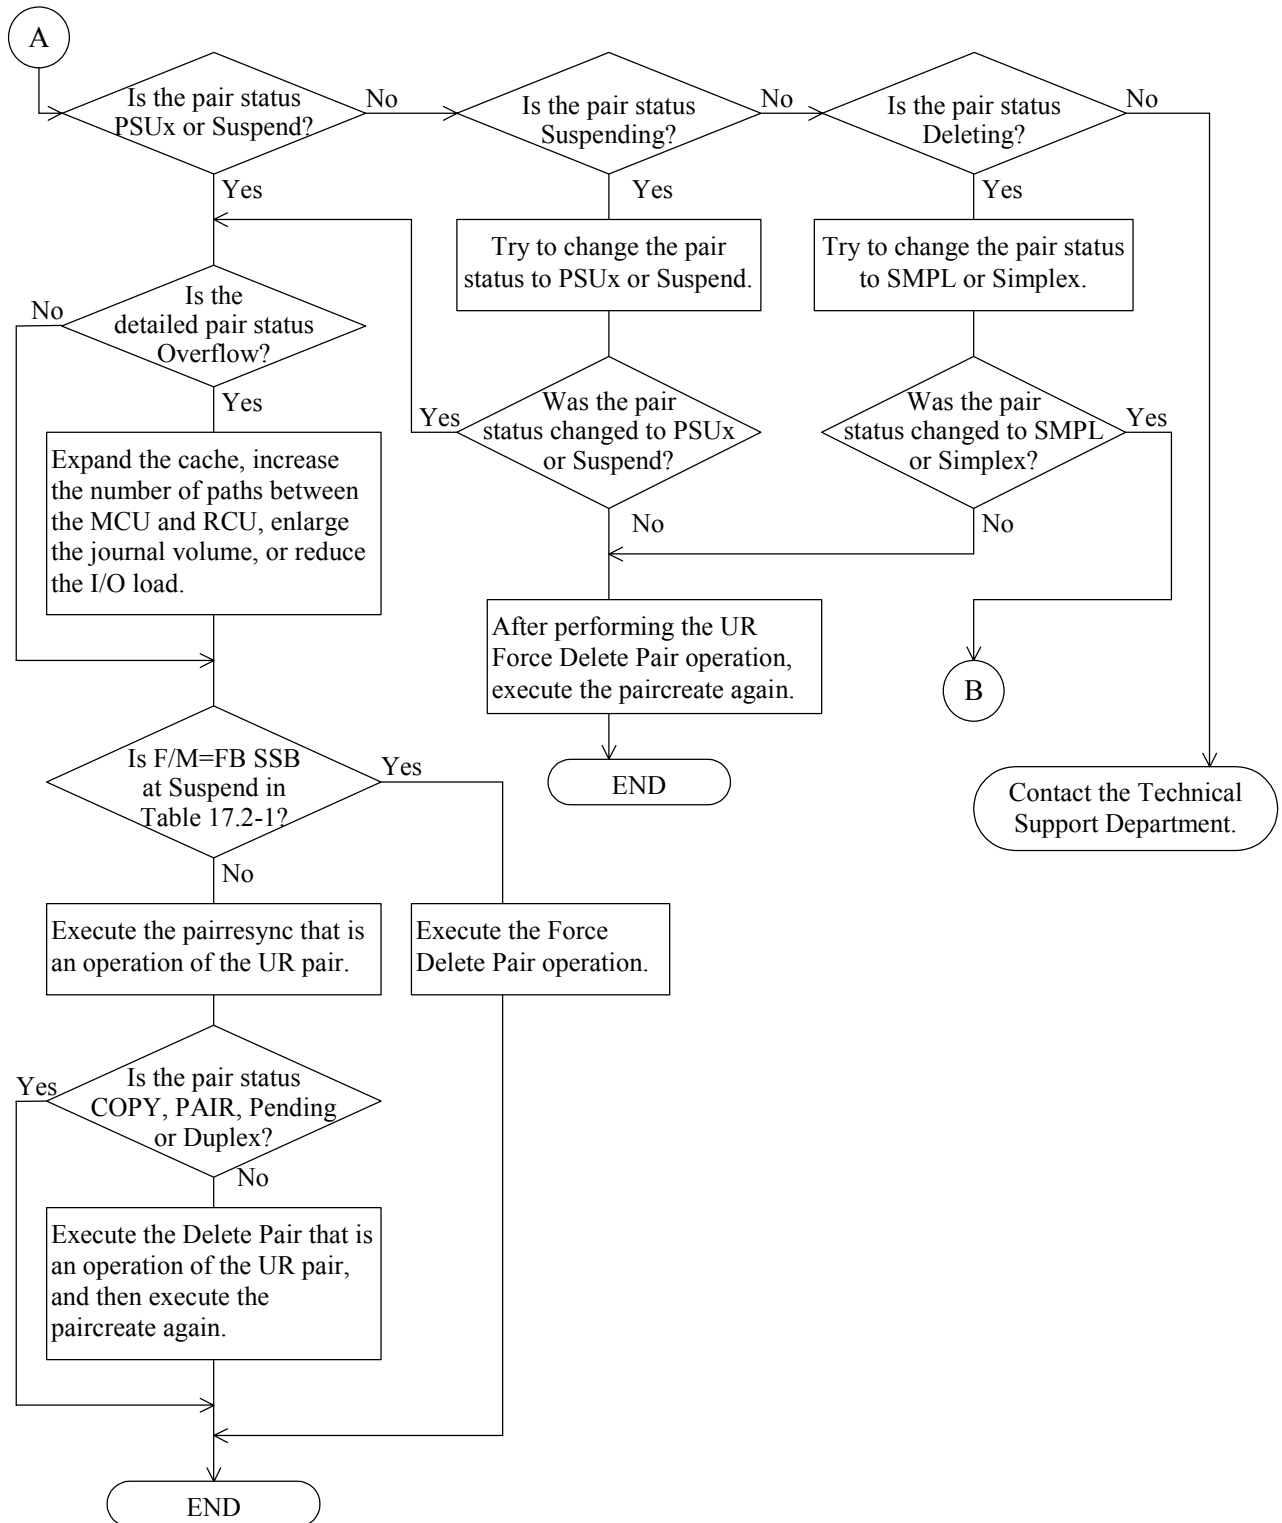 A
Is the pair status
PSUx or Suspend?
No
Is the pair status
Suspending?
No
Is the pair status
Deleting?
No
Yes
Yes
Yes
Try to change the pair
status to PSUx or Suspend.
Try to change the pair status
to SMPL or Simplex.
No
Is the
detailed pair status
Overflow?
Yes
Yes
Was the pair
status changed to PSUx
or Suspend?
Was the pair
status changed to SMPL
or Simplex?
Yes
Expand the cache, increase
the number of paths between
the MCU and RCU, enlarge
the journal volume, or reduce
the I/O load.
No
No
After performing the UR
Force Delete Pair operation,
execute the paircreate again.
B
Is F/M=FB SSB
at Suspend in
Table 17.2-1?
Yes
END
Contact the Technical
Support Department.
No
Execute the pairresync that is
an operation of the UR pair.
Execute the Force
Delete Pair operation.
Yes
Is the pair status
COPY, PAIR, Pending
or Duplex?
No
Execute the Delete Pair that is
an operation of the UR pair,
and then execute the
paircreate again.
END